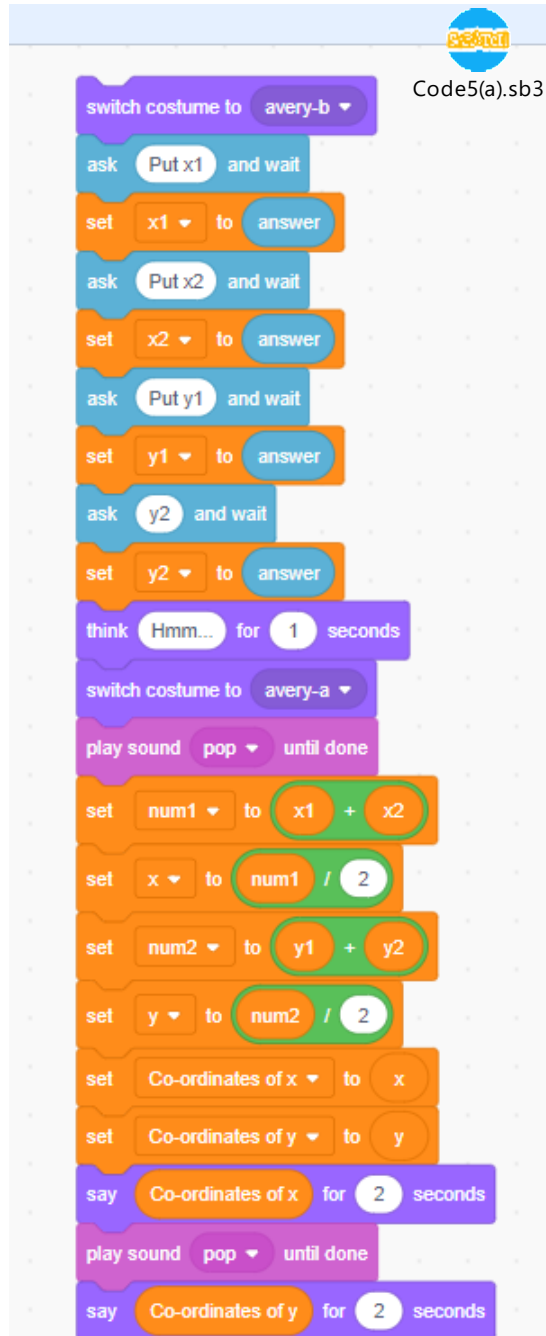 Code5(a).sb3
switch costume to avery-b
ask Put x1 and wait
set x1 to answer
ask Put x2 and wait
set x2 to answer
ask Put y1 and wait
set y1 to answer
ask y2 and wait
set y2 to answer
think Hmm... for 1 seconds
switch costume to avery-a
play sound pop until done
set num1 to x1 + x2
set x to num1 / 2
set num2 to y1 + y2
set y to num2 / 2
set Co-ordinates of x to x
set Co-ordinates of y to y
say Co-ordinates of x for 2 seconds
play sound pop until done
say Co-ordinates of y for 2 seconds